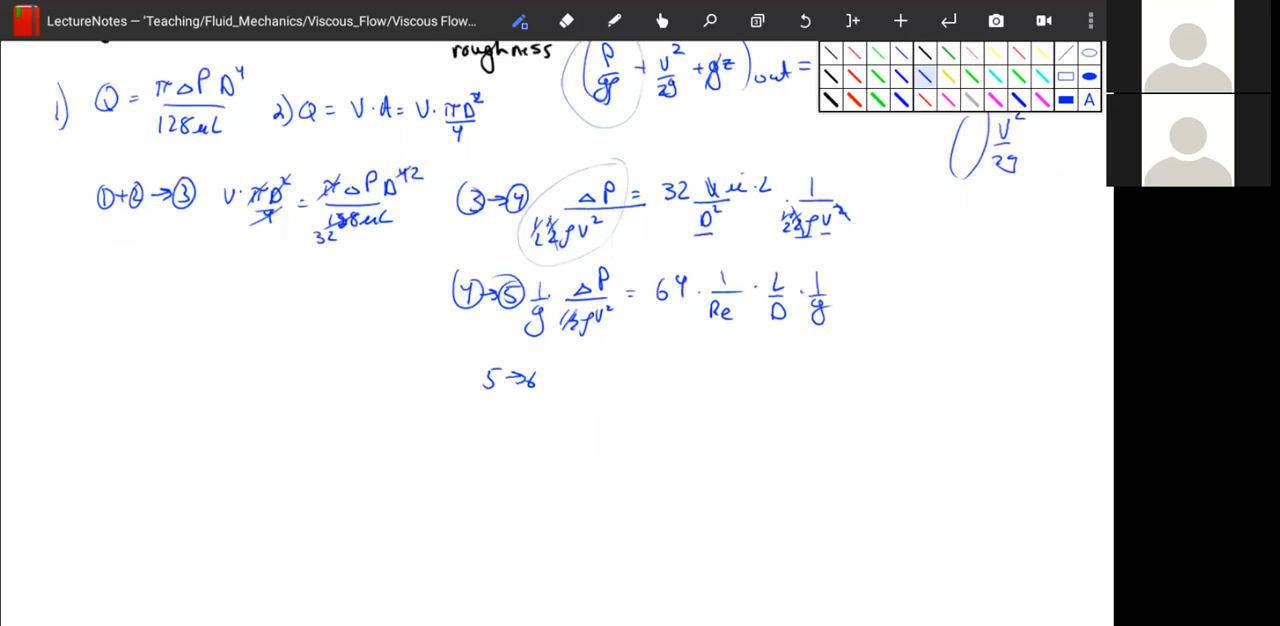 LectureNotes — 'Teaching/Fluid_Mechanics/Viscous_Flow/Viscous Flow...
roughness
(P/ρg + V²/2g + gz) out =
1) Q = πΔPD⁴/128μL
2) Q = V·A = V·πD²/4
( ) V²/2g
①+② → ③ V·πD²/4 = πΔPD⁴²/32 128μL
③→④ ΔP/½ρV² = 32 Vμ·L/D² · 1/½ρV²
④→⑤ 1/g · ΔP/½ρV² = 64 · 1/Re · L/D · 1/g
5→6
A